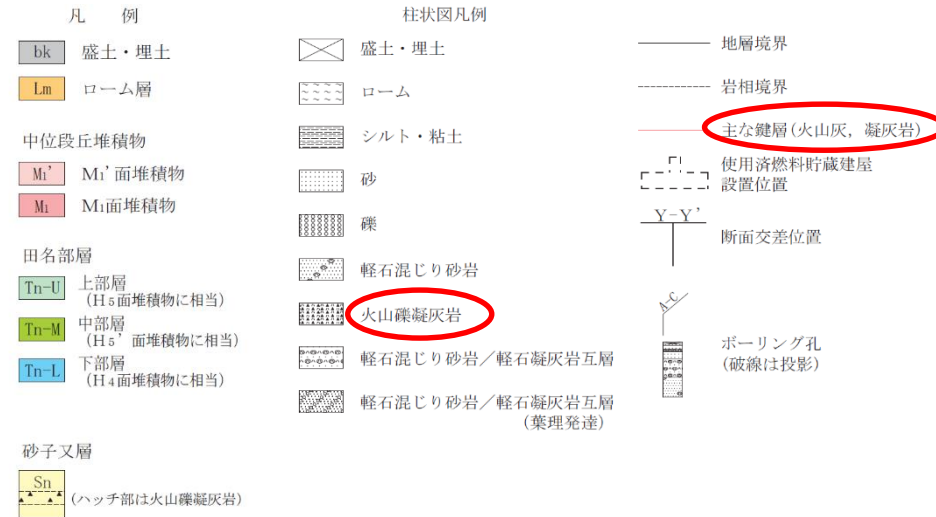 凡 例
bk 盛土・埋土
Lm ローム層
中位段丘堆積物
M1' M1'面堆積物
M1 M1面堆積物
田名部層
Tn-U 上部層
(H5面堆積物に相当)
Tn-M 中部層
(H5'面堆積物に相当)
Tn-L 下部層
(H4面堆積物に相当)
砂子又層
Sn
(ハッチ部は火山礫凝灰岩)
柱状図凡例
盛土・埋土
ローム
シルト・粘土
砂
礫
軽石混じり砂岩
火山礫凝灰岩
軽石混じり砂岩/軽石凝灰岩互層
軽石混じり砂岩/軽石凝灰岩互層
(葉理発達)
地層境界
岩相境界
主な鍵層(火山灰, 凝灰岩)
使用済燃料貯蔵建屋
設置位置
Y-Y'
断面交差位置
A-C
ボーリング孔
(破線は投影)